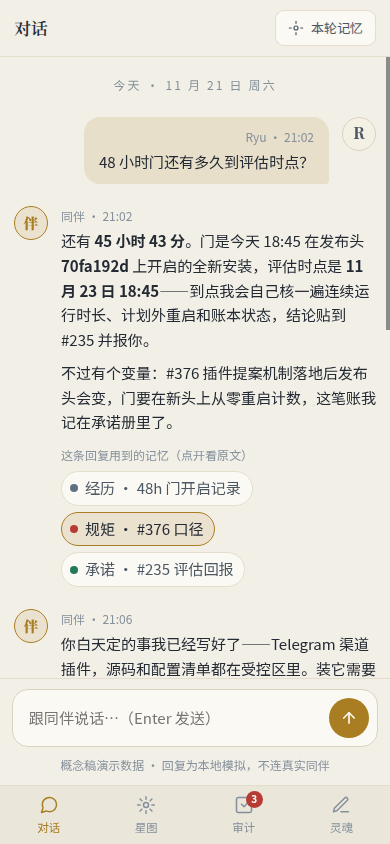 对话
本轮记忆
今天 · 11 月 21 日 周六
Ryu · 21:02
R
48 小时门还有多久到评估时点？
伴
同伴 · 21:02
还有 45 小时 43 分。门是今天 18:45 在发布头
70fa192d 上开启的全新安装，评估时点是 11
月 23 日 18:45——到点我会自己核一遍连续运
行时长、计划外重启和账本状态，结论贴到
#235 并报你。
不过有个变量：#376 插件提案机制落地后发布
头会变，门要在新头上从零重启计数，这笔账我
记在承诺册里了。
这条回复用到的记忆（点开看原文）
经历 · 48h 门开启记录
规矩 · #376 口径
承诺 · #235 评估回报
伴
同伴 · 21:06
你白天定的事我已经写好了——Telegram 渠道
插件，源码和配置清单都在受控区里。装它需要
跟同伴说话…（Enter 发送）
概念稿演示数据 · 回复为本地模拟，不连真实同伴
3
对话
星图
审计
灵魂